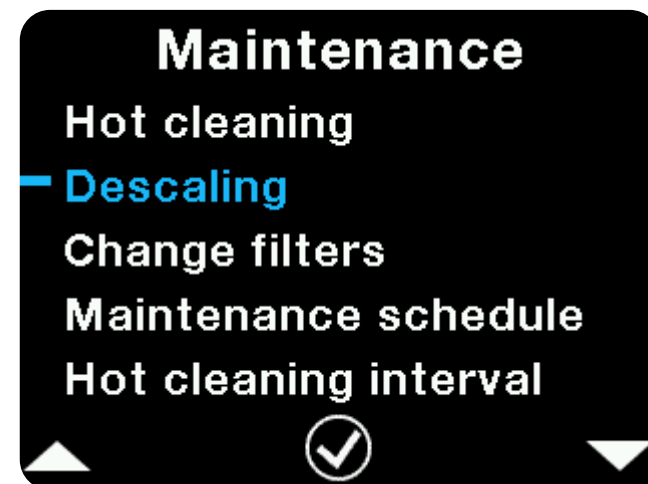 Maintenance
Hot cleaning
Descaling
Change filters
Maintenance schedule
Hot cleaning interval